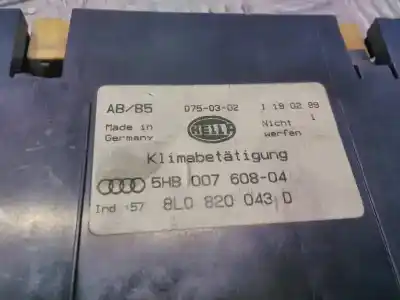 AB/85 075-03-02 1 19.02.99
Made in HELLA Nicht 1
Germany werfen
Klimabetätigung
5HB 007 608-04
Ind :57 8L0 820 043 D